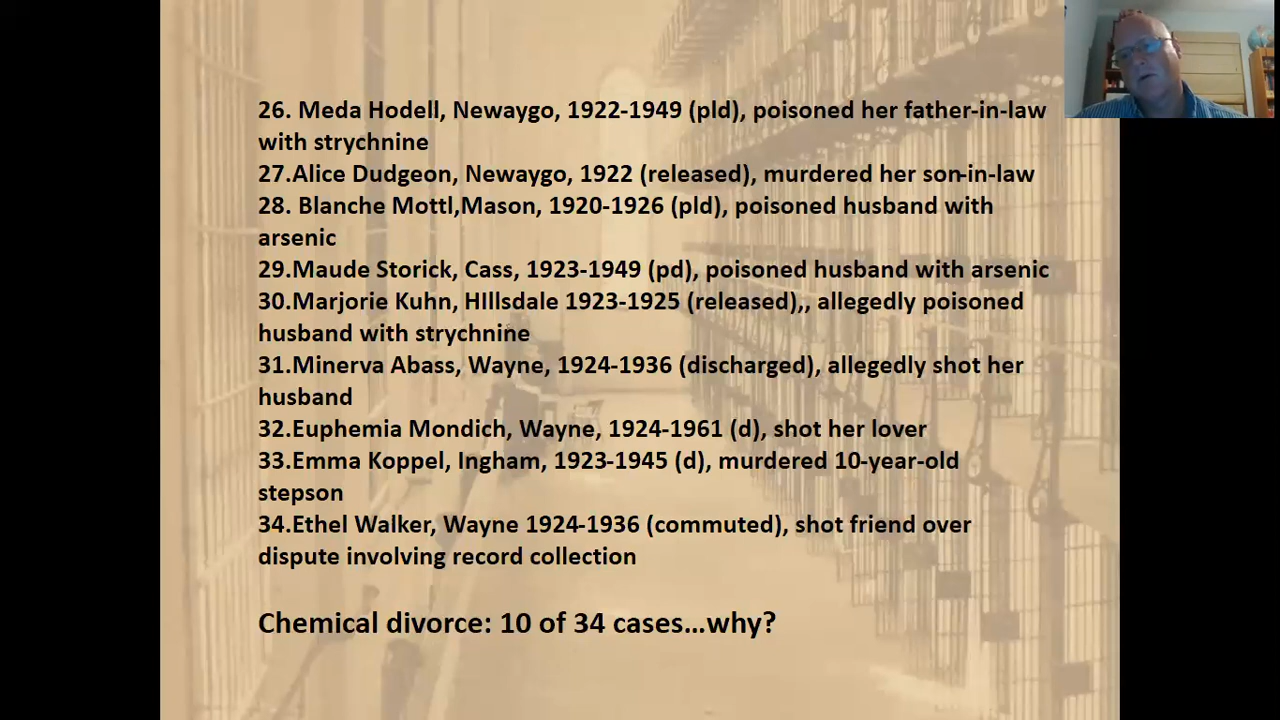 26. Meda Hodell, Newaygo, 1922-1949 (pld), poisoned her father-in-law
with strychnine
27.Alice Dudgeon, Newaygo, 1922 (released), murdered her son-in-law
28. Blanche Mottl,Mason, 1920-1926 (pld), poisoned husband with
arsenic
29.Maude Storick, Cass, 1923-1949 (pd), poisoned husband with arsenic
30.Marjorie Kuhn, HIllsdale 1923-1925 (released),, allegedly poisoned
husband with strychnine
31.Minerva Abass, Wayne, 1924-1936 (discharged), allegedly shot her
husband
32.Euphemia Mondich, Wayne, 1924-1961 (d), shot her lover
33.Emma Koppel, Ingham, 1923-1945 (d), murdered 10-year-old
stepson
34.Ethel Walker, Wayne 1924-1936 (commuted), shot friend over
dispute involving record collection
Chemical divorce: 10 of 34 cases…why?